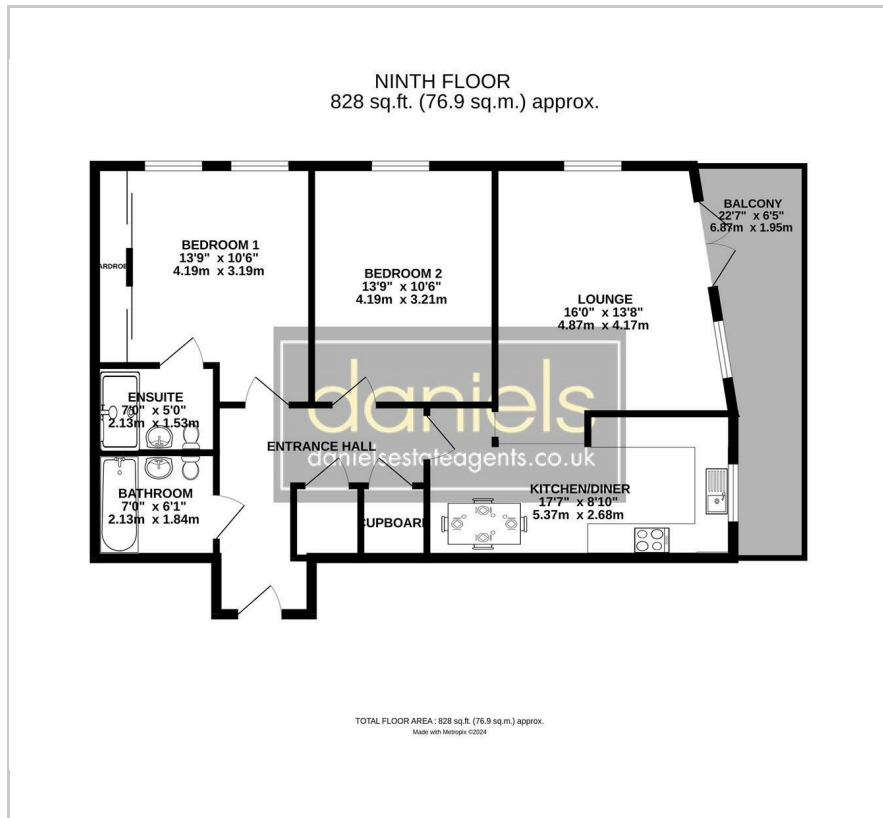 NINTH FLOOR
828 sq.ft. (76.9 sq.m.) approx.
BALCONY
22'7" x 6'5"
6.87m x 1.95m
BEDROOM 1
13'9" x 10'6"
4.19m x 3.19m
BEDROOM 2
13'9" x 10'6"
4.19m x 3.21m
LOUNGE
16'0" x 13'8"
4.87m x 4.17m
ARDROB
ENSUITE
7'0" x 5'0"
2.13m x 1.53m
daniels
ENTRANCE HALL
danielsestateagents.co.uk
BATHROOM
7'0" x 6'1"
2.13m x 1.84m
CUPBOARD
KITCHEN/DINER
17'7" x 8'10"
5.37m x 2.68m
TOTAL FLOOR AREA : 828 sq.ft. (76.9 sq.m.) approx.
Made with Metropix ©2024